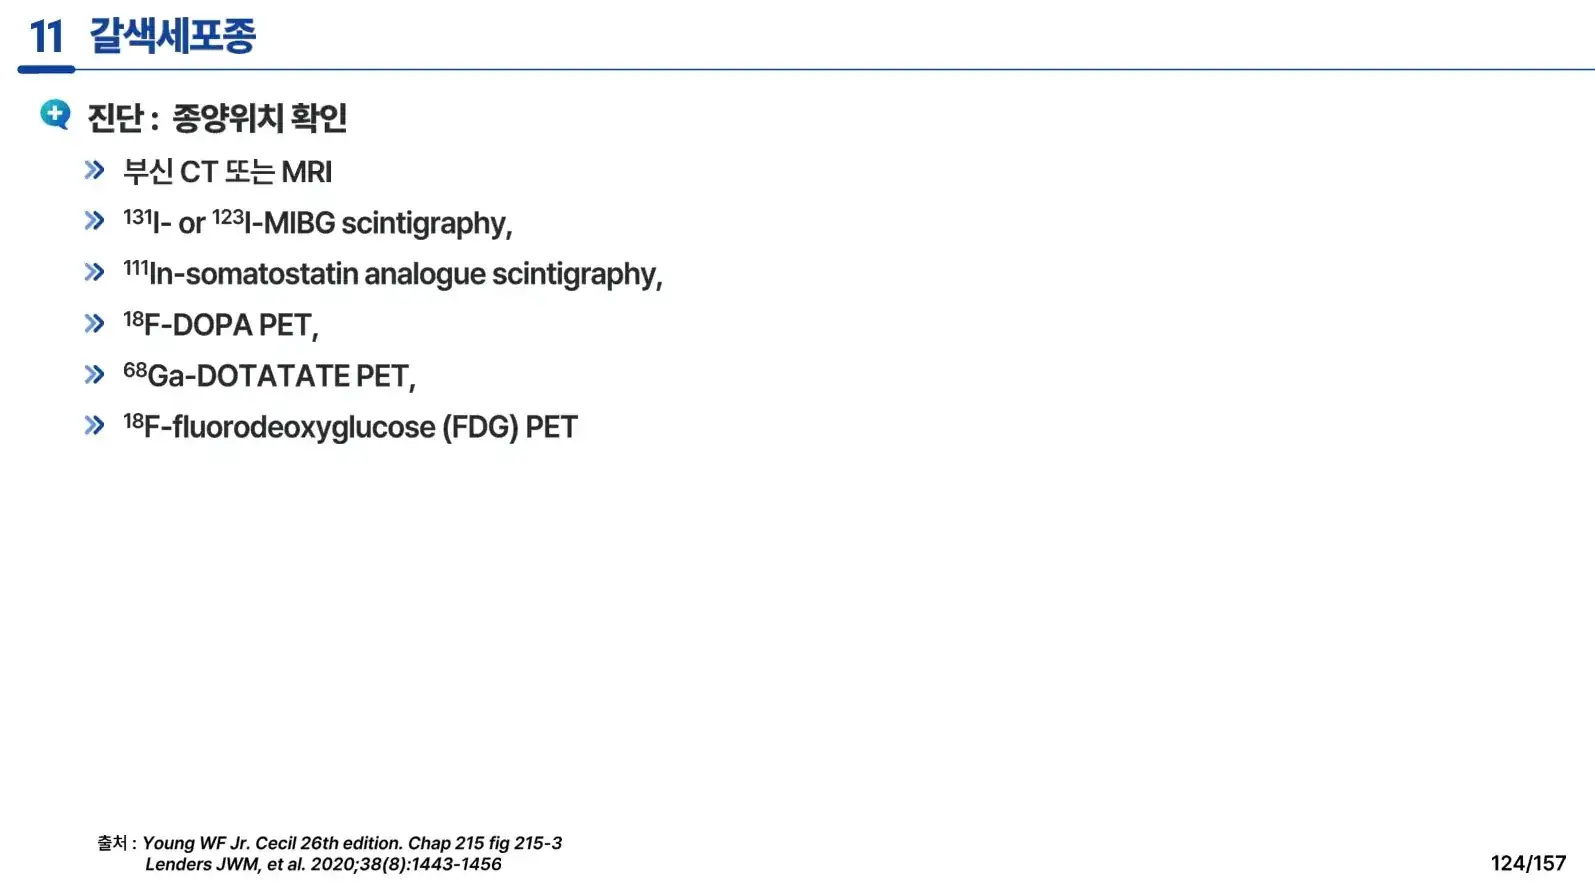 11 갈색세포종
진단 : 종양위치 확인
부신 CT 또는 MRI
¹³¹I- or ¹²³I-MIBG scintigraphy,
¹¹¹In-somatostatin analogue scintigraphy,
¹⁸F-DOPA PET,
⁶⁸Ga-DOTATATE PET,
¹⁸F-fluorodeoxyglucose (FDG) PET
출처 : Young WF Jr. Cecil 26th edition. Chap 215 fig 215-3
Lenders JWM, et al. 2020;38(8):1443-1456
124/157